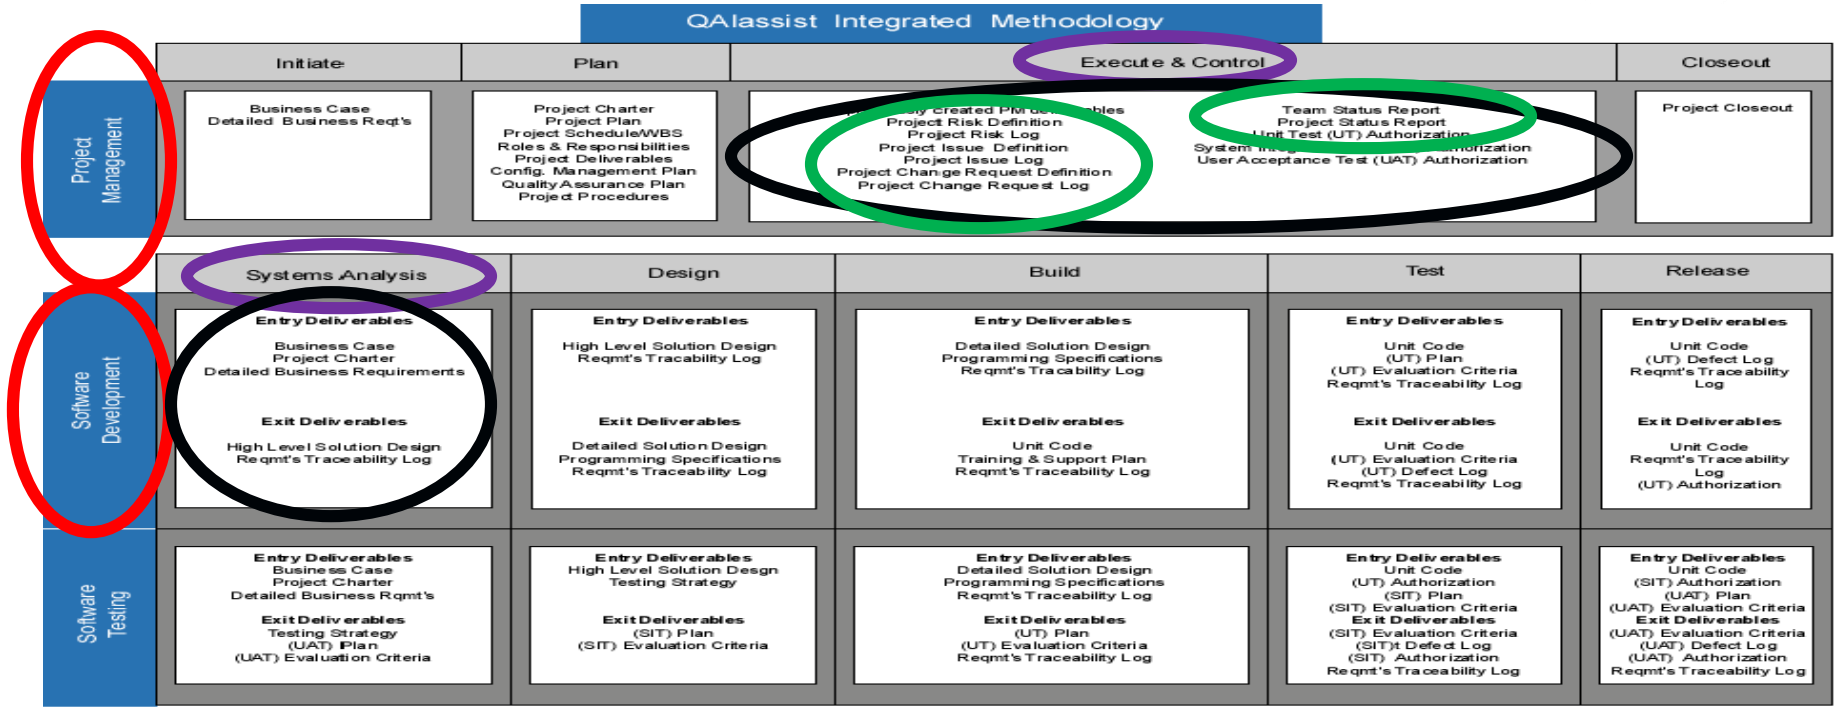 QAIassist Integrated Methodology
Initiate
Plan
Execute & Control
Closeout
Project
Management
Business Case
Detailed Business Reqt's
Project Charter
Project Plan
Project Schedule/WBS
Roles & Responsibilities
Project Deliverables
Config. Management Plan
Quality Assurance Plan
Project Procedures
Created PM
Project Risk Definition
Project Risk Log
Project Issue Definition
Project Issue Log
Project Change Request Definition
Project Change Request Log
Team Status Report
Project Status Report
Unit Test (UT) Authorization
System
User Acceptance Test (UAT) Authorization
Project Closeout
Systems Analysis
Design
Build
Test
Release
Software
Development
Entry Deliverables
Business Case
Project Charter
Detailed Business Requirements
Exit Deliverables
High Level Solution Design
Reqmt's Traceability Log
Entry Deliverables
High Level Solution Design
Reqmt's Tracability Log
Exit Deliverables
Detailed Solution Design
Programming Specifications
Reqmt's Traceability Log
Entry Deliverables
Detailed Solution Design
Programming Specifications
Reqmt's Tracability Log
Exit Deliverables
Unit Code
Training & Support Plan
Reqmt's Traceability Log
Entry Deliverables
Unit Code
(UT) Plan
(UT) Evaluation Criteria
Reqmt's Traceability Log
Exit Deliverables
Unit Code
(UT) Evaluation Criteria
(UT) Defect Log
Reqmt's Traceability Log
Entry Deliverables
Unit Code
(UT) Defect Log
Reqmt's Traceability
Log
Exit Deliverables
Unit Code
Reqmt's Traceability
Log
(UT) Authorization
Software
Testing
Entry Deliverables
Business Case
Project Charter
Detailed Business Rqmt's
Exit Deliverables
Testing Strategy
(UAT) Plan
(UAT) Evaluation Criteria
Entry Deliverables
High Level Solution Desgn
Testing Strategy
Exit Deliverables
(SIT) Plan
(SIT) Evaluation Criteria
Entry Deliverables
Detailed Solution Design
Programming Specifications
Reqmt's Traceability Log
Exit Deliverables
(UT) Plan
(UT) Evaluation Criteria
Reqmt's Traceability Log
Entry Deliverables
Unit Code
(UT) Authorization
(SIT) Plan
(SIT) Evaluation Criteria
Exit Deliverables
(SIT) Evaluation Criteria
(SIT)t Defect Log
(SIT) Authorization
Reqmt's Traceability Log
Entry Deliverables
Unit Code
(SIT) Authorization
(UAT) Plan
(UAT) Evaluation Criteria
Exit Deliverables
(UAT) Evaluation Criteria
(UAT) Defect Log
(UAT) Authorization
Reqmt's Traceability Log